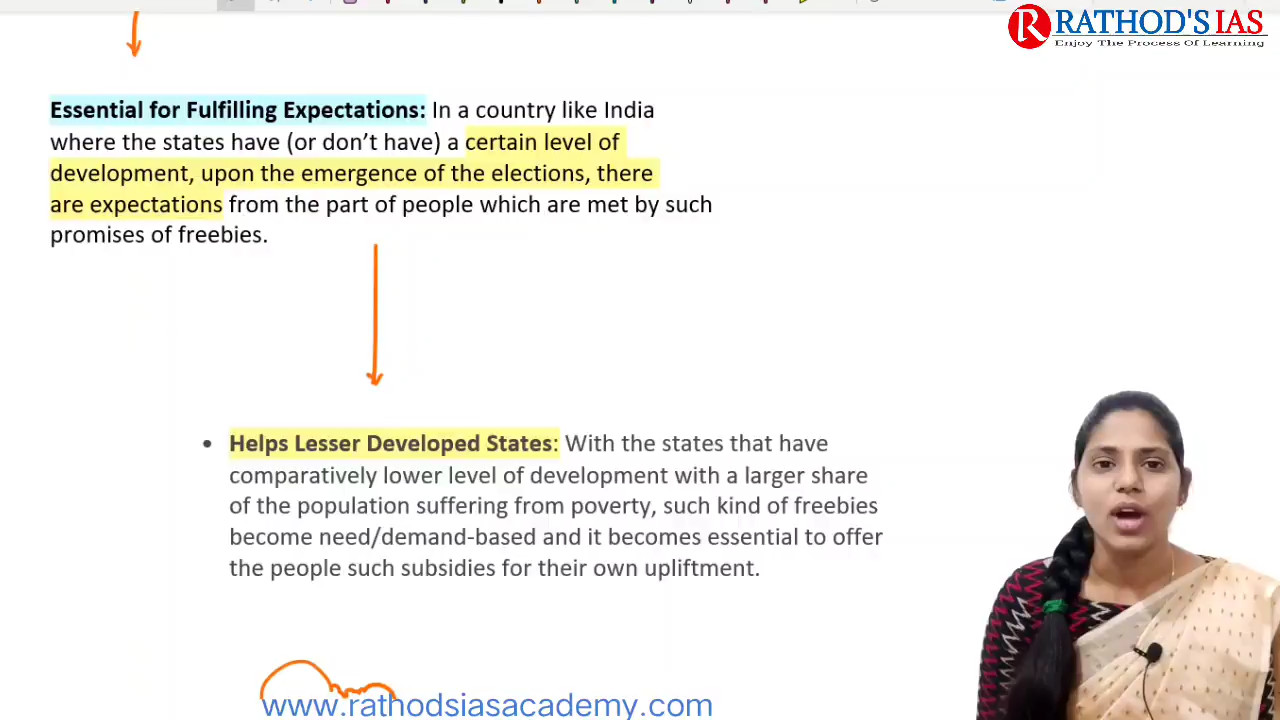 R RATHOD'S IAS
Enjoy The Process Of Learning
Essential for Fulfilling Expectations: In a country like India
where the states have (or don’t have) a certain level of
development, upon the emergence of the elections, there
are expectations from the part of people which are met by such
promises of freebies.
• Helps Lesser Developed States: With the states that have
comparatively lower level of development with a larger share
of the population suffering from poverty, such kind of freebies
become need/demand-based and it becomes essential to offer
the people such subsidies for their own upliftment.
www.rathodsiasacademy.com